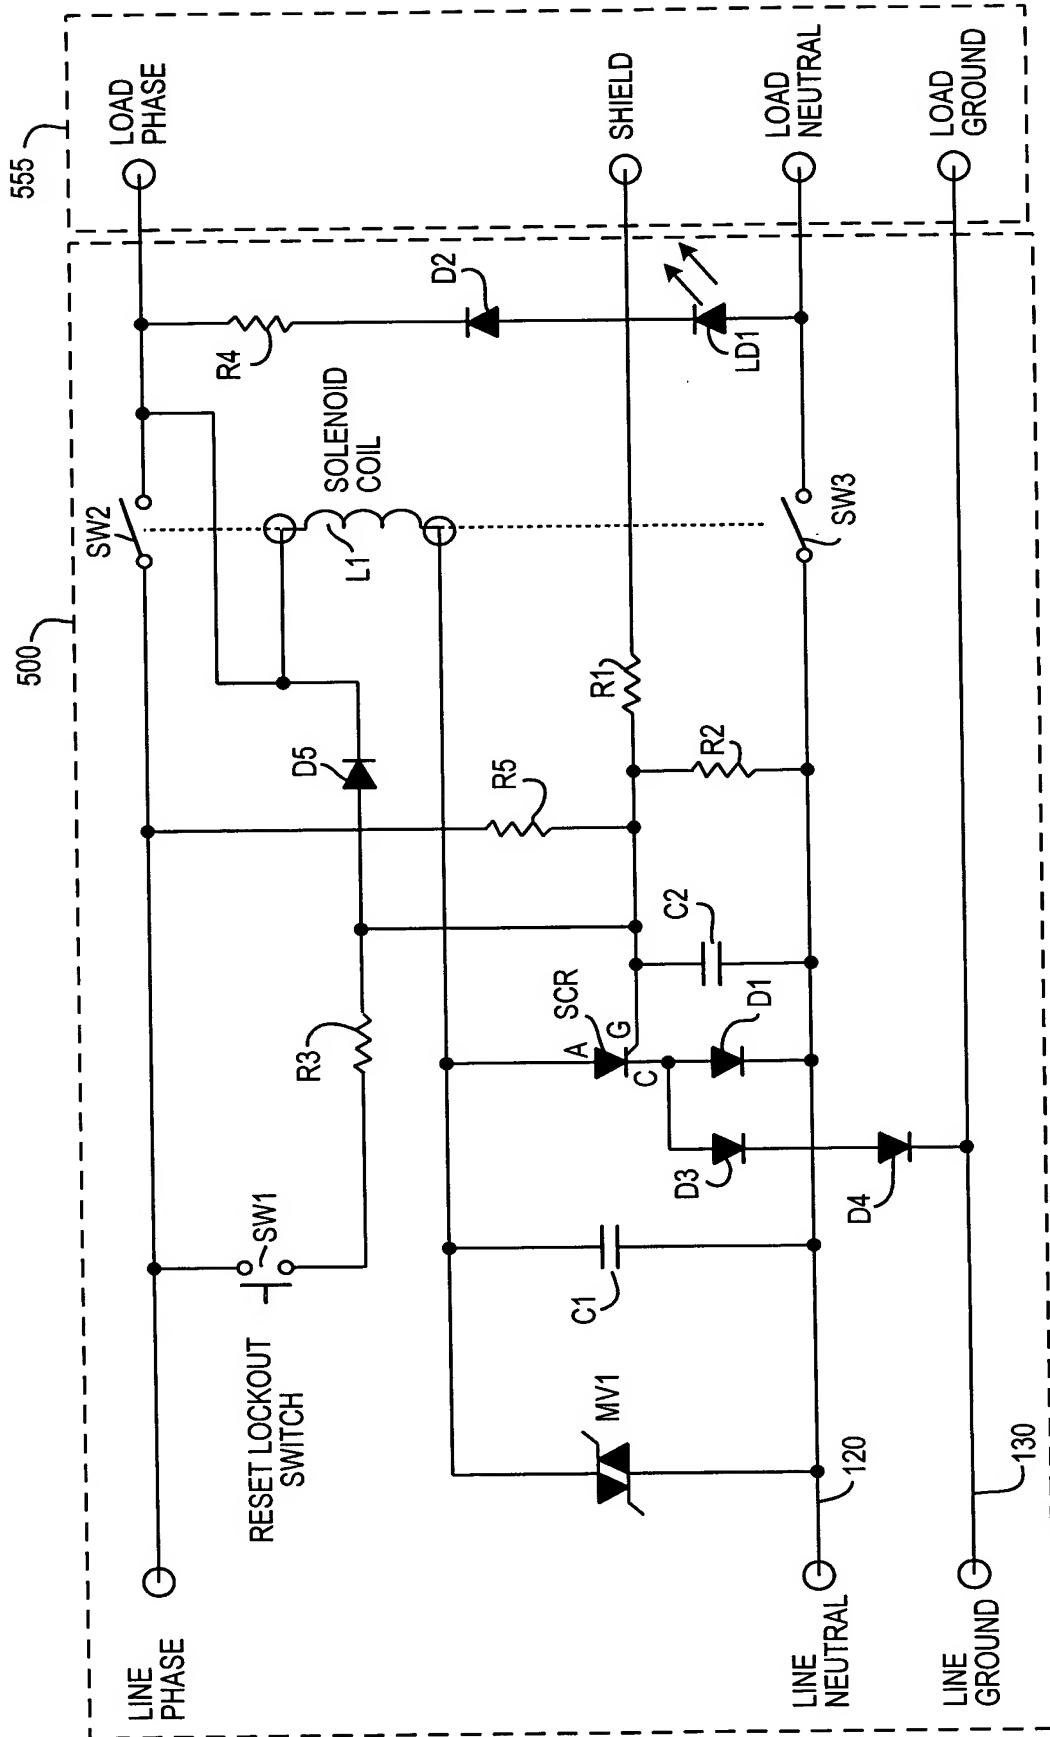 555
LOAD
PHASE
SHIELD
LOAD
NEUTRAL
LOAD
GROUND
500
SW2
R4
D2
LD1
SOLENOID
COIL
L1
SW3
D5
R5
R1
R2
R3
SCR
A
G
C
C2
D1
D3
D4
SW1
RESET LOCKOUT
SWITCH
C1
MV1
120
130
LINE
PHASE
LINE
NEUTRAL
LINE
GROUND